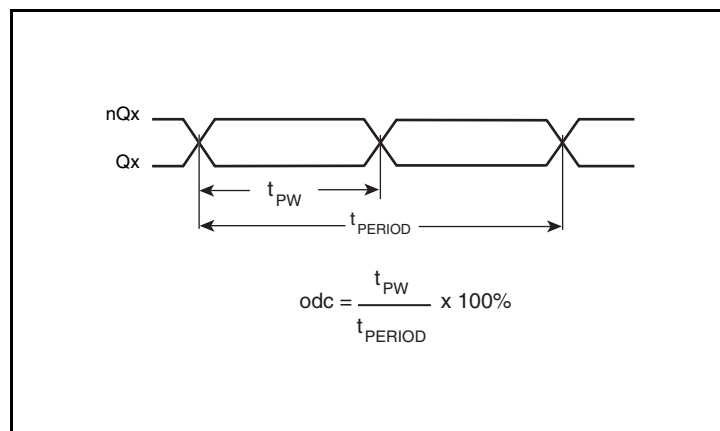 nQx
Qx
tPW
tPERIOD
odc = tPW / tPERIOD x 100%